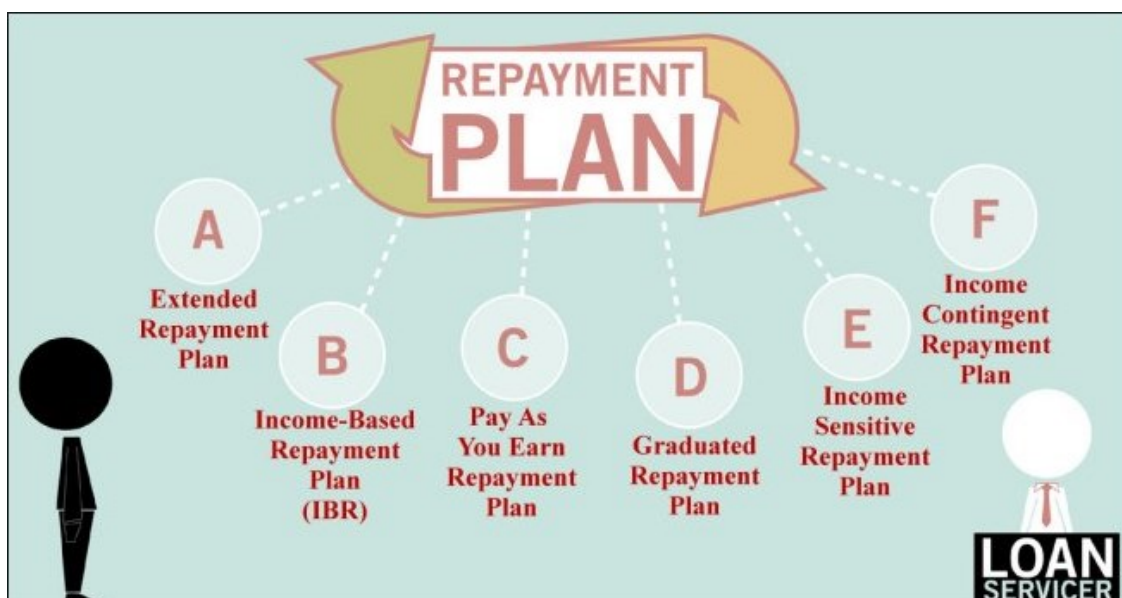 REPAYMENT
PLAN
A
Extended
Repayment
Plan
B
Income-Based
Repayment
Plan
(IBR)
C
Pay As
You Earn
Repayment
Plan
D
Graduated
Repayment
Plan
E
Income
Sensitive
Repayment
Plan
F
Income
Contingent
Repayment
Plan
LOAN
SERVICER